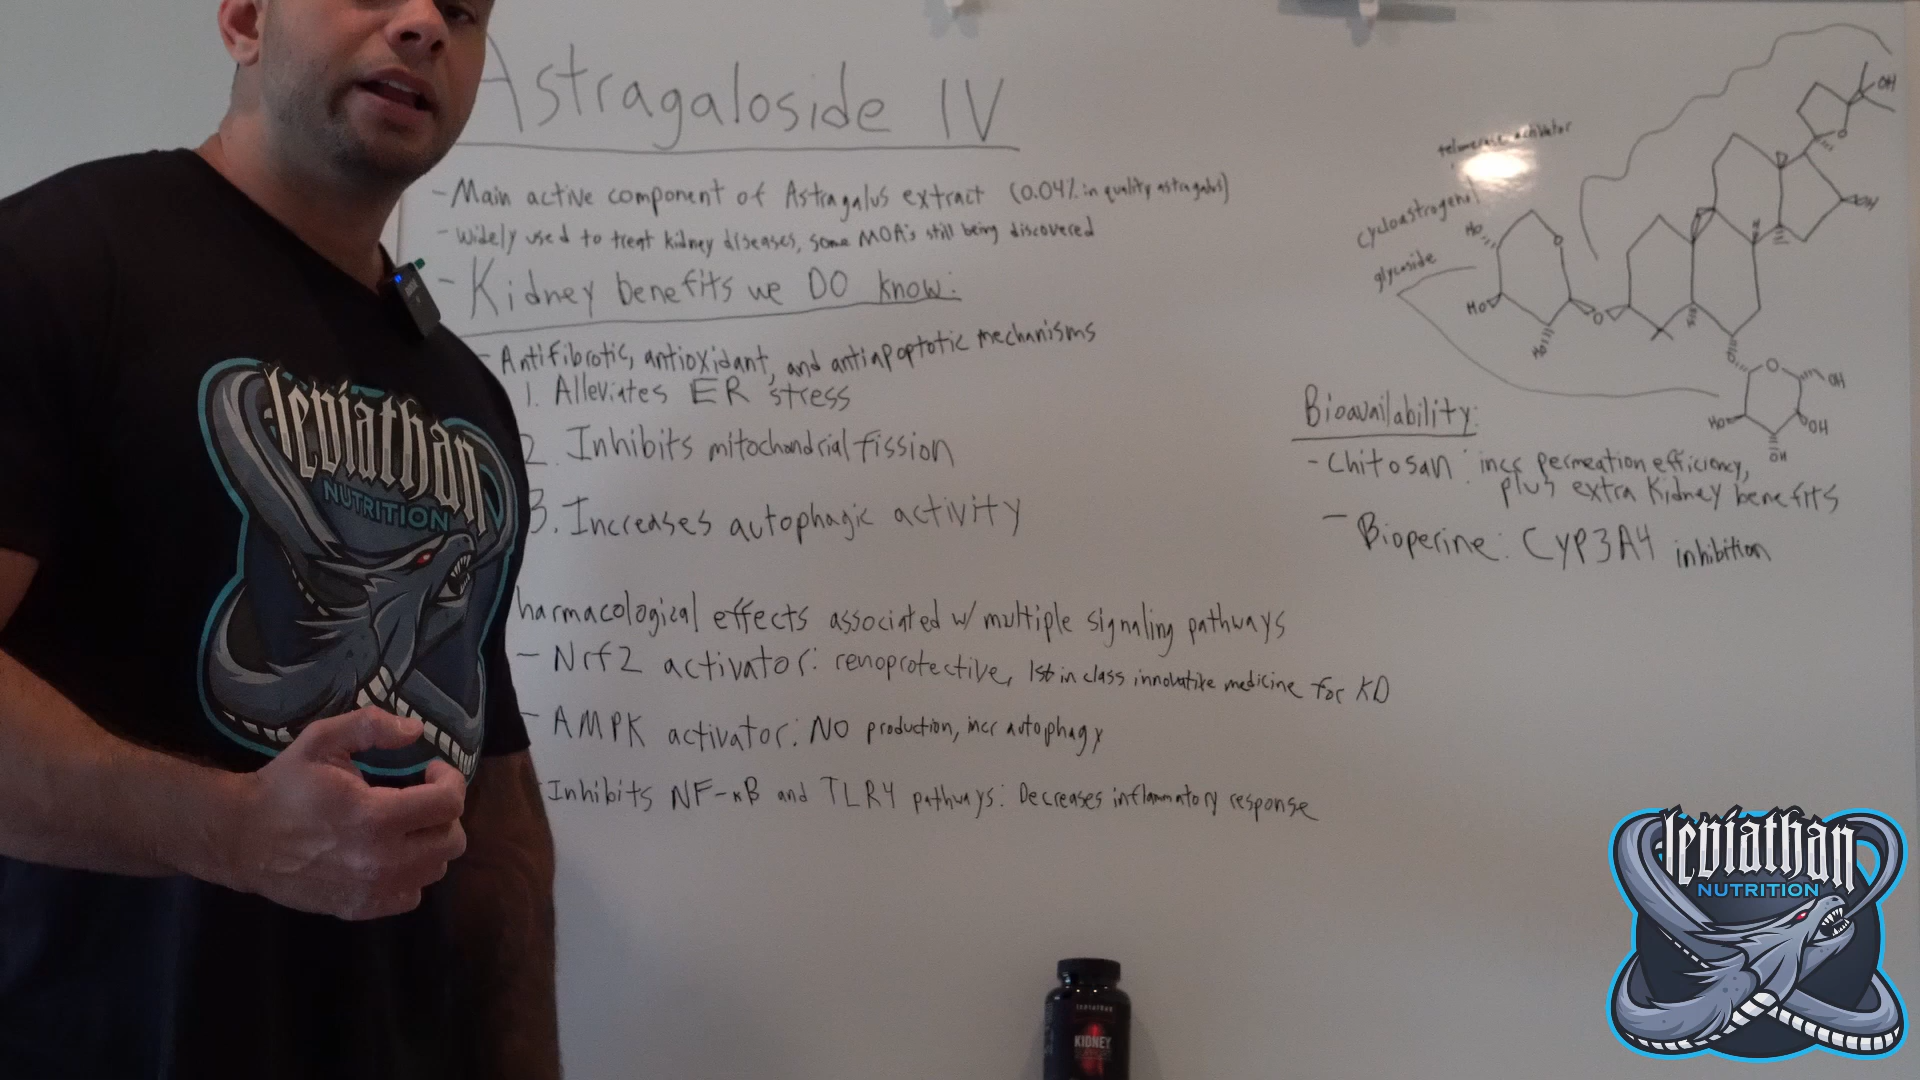 Astragaloside IV
- Main active component of Astragalus extract (0.04% in quality astragalus)
- Widely used to treat kidney diseases, some MOA's still being discovered
- Kidney benefits we DO know:
- Antifibrotic, antioxidant, and antiapoptotic mechanisms
1. Alleviates ER stress
2. Inhibits mitochondrial fission
3. Increases autophagic activity
harmacological effects associated w/ multiple signaling pathways
- Nrf2 activator: renoprotective, 1st in class innovative medicine for KD
- AMPK activator: NO production, incr autophagy
- Inhibits NF-κB and TLR4 pathways: Decreases inflammatory response
telomerase activator
Cycloastrogenol
glycoside
OH
OH
HO
HO
O
O
HO
O
O
O
OH
HO
OH
OH
Bioavailability:
- Chitosan: incr permeation efficiency,
plus extra kidney benefits
- Bioperine: CYP3A4 inhibition
leviathan
NUTRITION
LEVIATHAN
KIDNEY
leviathan
NUTRITION